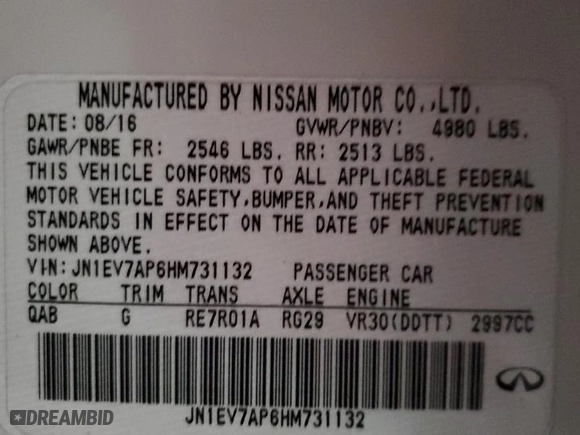 MANUFACTURED BY NISSAN MOTOR CO.,LTD.
DATE: 08/16 GVWR/PNBV: 4980 LBS.
GAWR/PNBE FR: 2546 LBS. RR: 2513 LBS.
THIS VEHICLE CONFORMS TO ALL APPLICABLE FEDERAL
MOTOR VEHICLE SAFETY,BUMPER,AND THEFT PREVENTION
STANDARDS IN EFFECT ON THE DATE OF MANUFACTURE
SHOWN ABOVE.
VIN:JN1EV7AP6HM731132 PASSENGER CAR
COLOR TRIM TRANS AXLE ENGINE
QAB G RE7R01A RG29 VR30(DDTT) 2997CC
JN1EV7AP6HM731132
DREAMBID